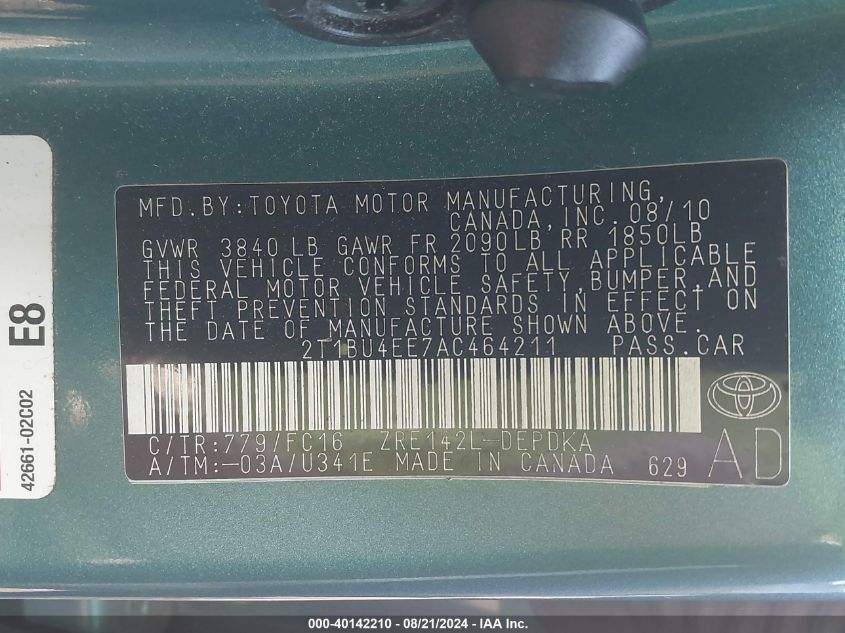 MFD.BY:TOYOTA MOTOR MANUFACTURING,
CANADA,INC. 08/10
GVWR 3840 LB GAWR FR 2090LB RR 1850LB
THIS VEHICLE CONFORMS TO ALL APPLICABLE
FEDERAL MOTOR VEHICLE SAFETY,BUMPER,AND
THEFT PREVENTION STANDARDS IN EFFECT ON
THE DATE OF MANUFACTURE SHOWN ABOVE.
2T1BU4EE7AC464211 PASS.CAR
C/TR:779/FC16 ZRE142L-DEPDKA
A/TM:-03A/U341E MADE IN CANADA 629
AD
E8
42661-02C02
000-40142210 - 08/21/2024 - IAA Inc.